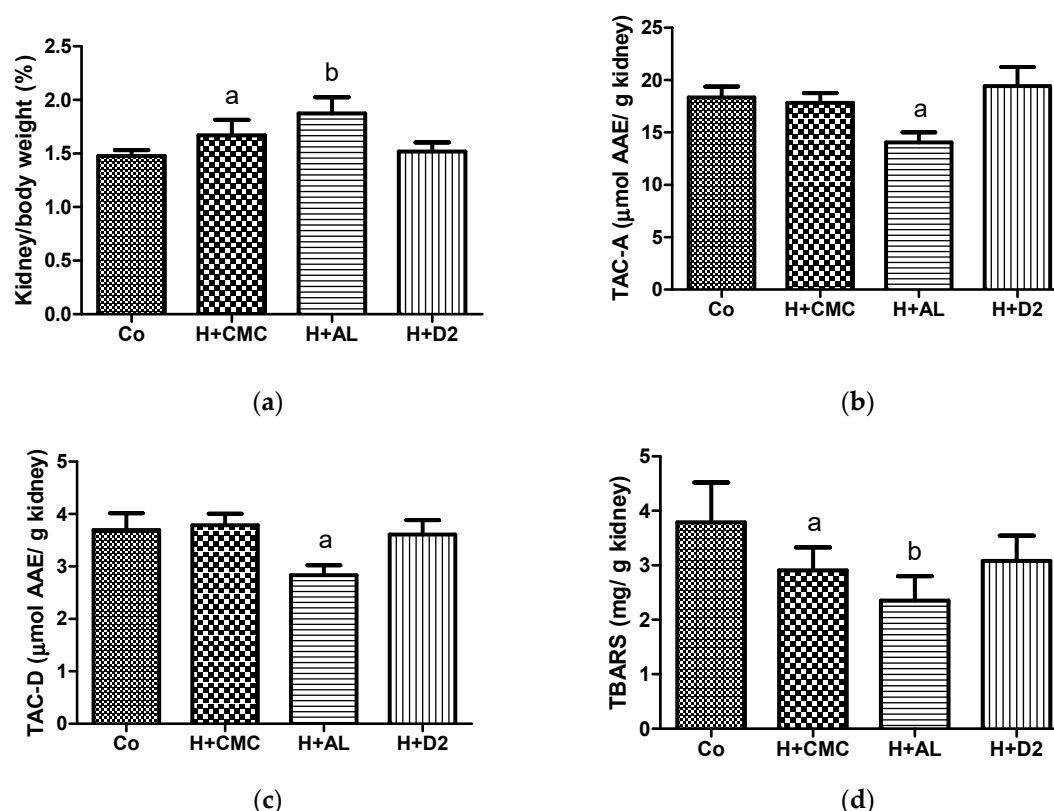 Kidney/body weight (%)
2.5
2.0
1.5
1.0
0.5
0.0
a
b
Co H+CMC H+AL H+D2
(a)
TAC-A (μmol AAE/ g kidney)
25
20
15
10
5
0
a
Co H+CMC H+AL H+D2
(b)
TAC-D (μmol AAE/ g kidney)
5
4
3
2
1
0
a
Co H+CMC H+AL H+D2
(c)
TBARS (mg/ g kidney)
5
4
3
2
1
0
a
b
Co H+CMC H+AL H+D2
(d)